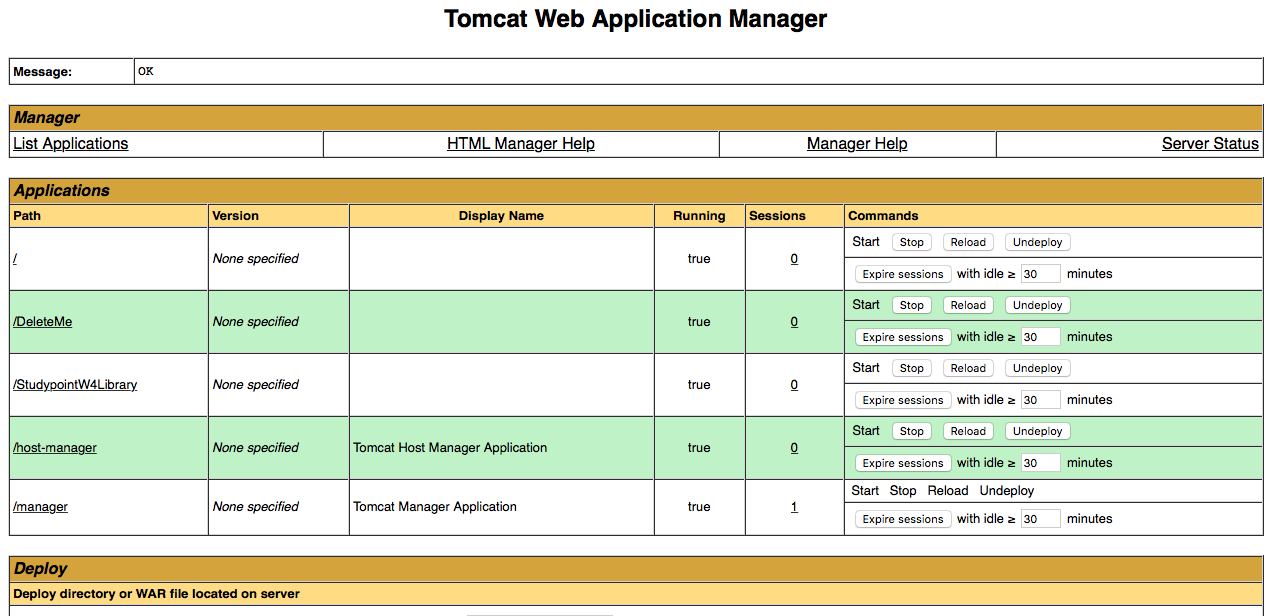 Tomcat Web Application Manager
Message: OK
Manager
List Applications HTML Manager Help Manager Help Server Status
Applications
Path Version Display Name Running Sessions Commands
Start Stop Reload Undeploy
/ None specified true 0
Expire sessions with idle ≥ 30 minutes
Start Stop Reload Undeploy
/DeleteMe None specified true 0
Expire sessions with idle ≥ 30 minutes
Start Stop Reload Undeploy
/StudypointW4Library None specified true 0
Expire sessions with idle ≥ 30 minutes
Start Stop Reload Undeploy
/host-manager None specified Tomcat Host Manager Application true 0
Expire sessions with idle ≥ 30 minutes
Start Stop Reload Undeploy
/manager None specified Tomcat Manager Application true 1
Expire sessions with idle ≥ 30 minutes
Deploy
Deploy directory or WAR file located on server